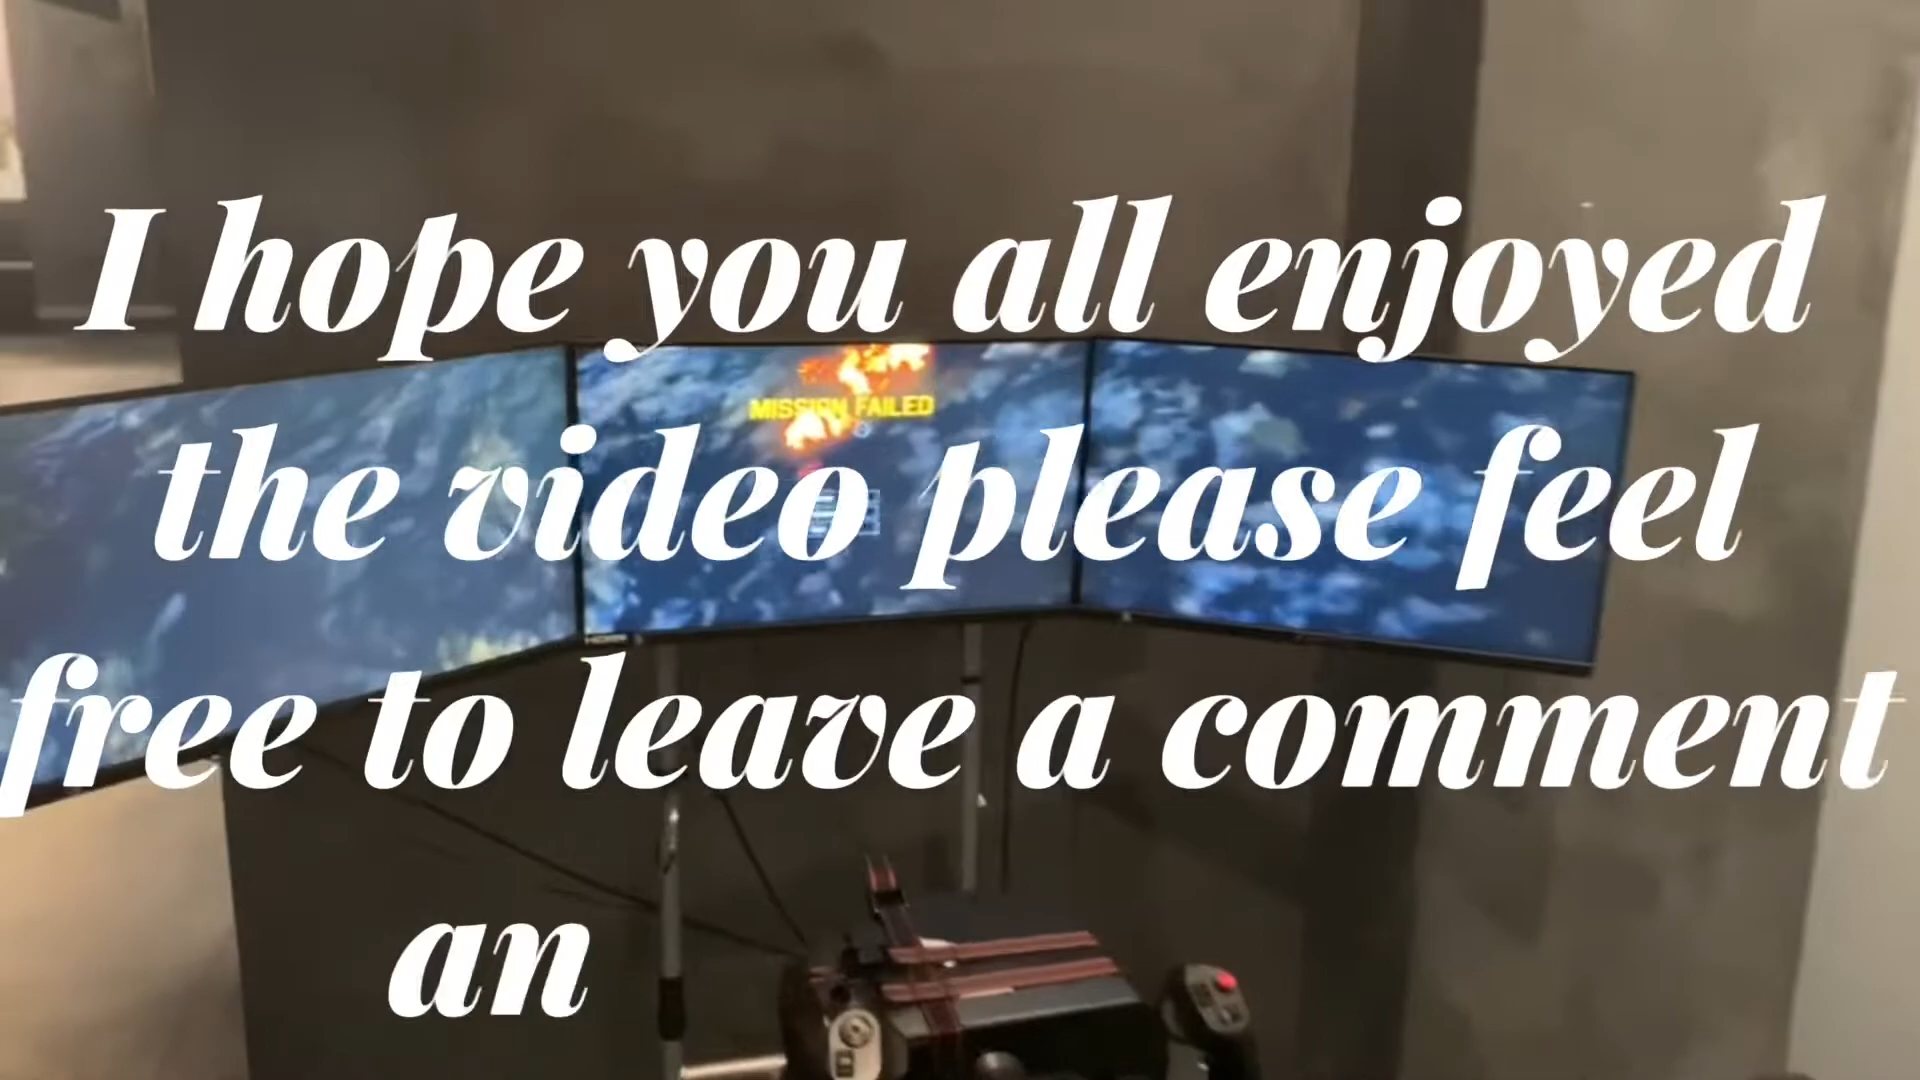 I hope you all enjoyed
MISSION FAILED
the video please feel
free to leave a comment
an